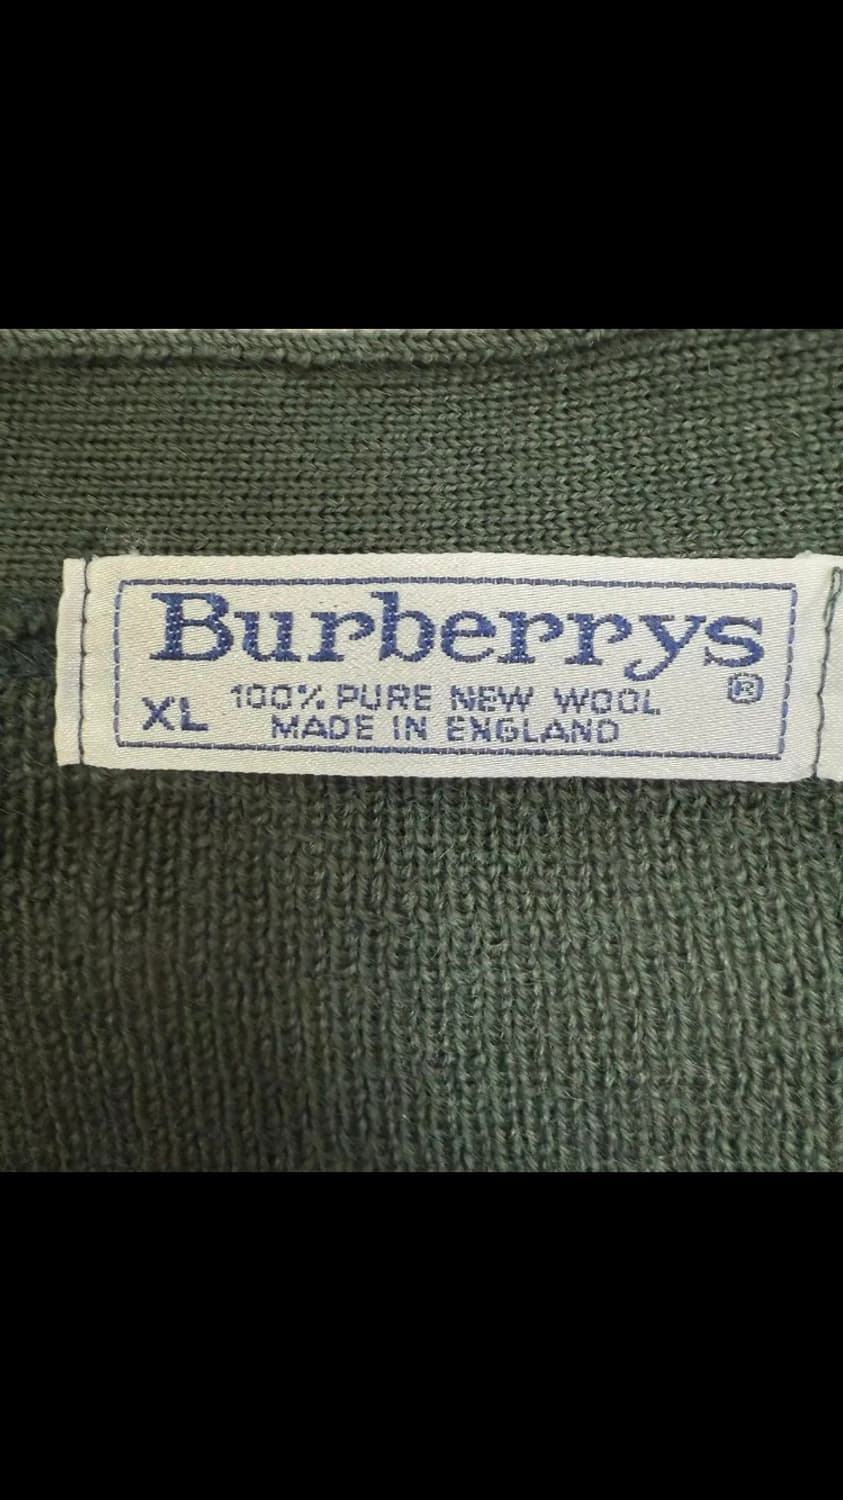 Burberrys
®
XL 100% PURE NEW WOOL
MADE IN ENGLAND